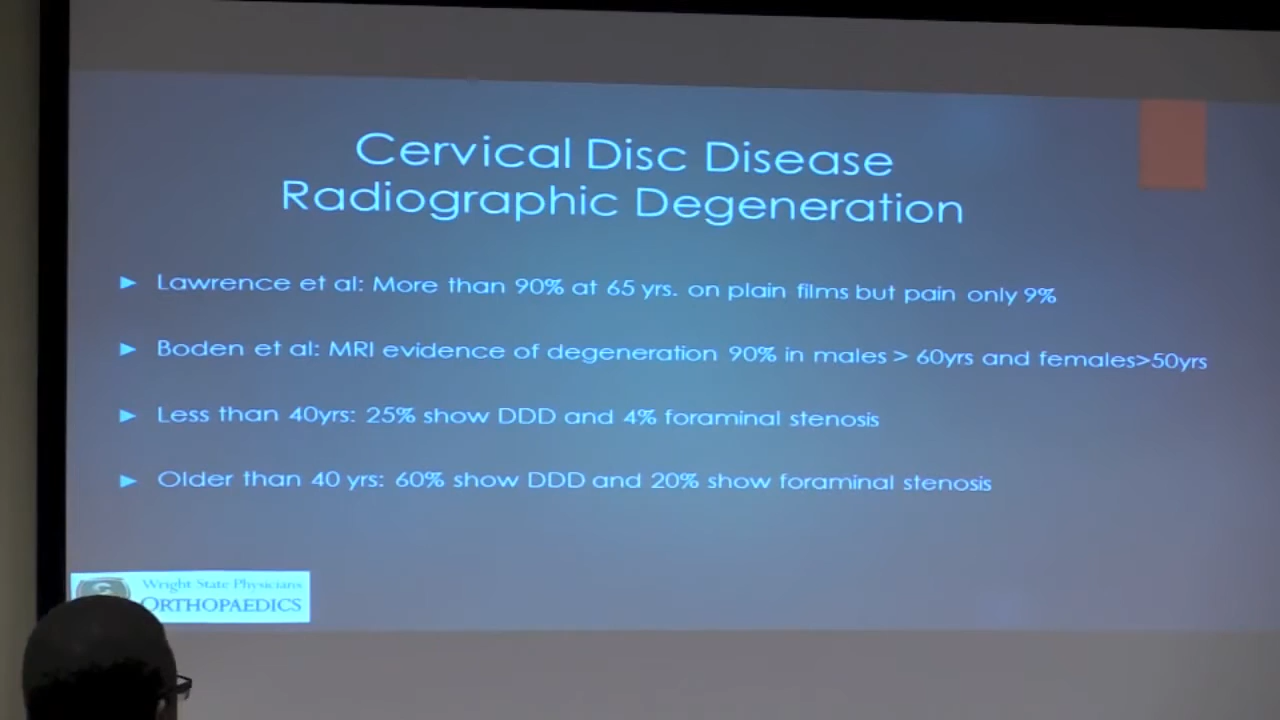 Cervical Disc Disease
Radiographic Degeneration
► Lawrence et al: More than 90% at 65 yrs. on plain films but pain only 9%
► Boden et al: MRI evidence of degeneration 90% in males > 60yrs and females>50yrs
► Less than 40yrs: 25% show DDD and 4% foraminal stenosis
► Older than 40 yrs: 60% show DDD and 20% show foraminal stenosis
Wright State Physicians
ORTHOPAEDICS